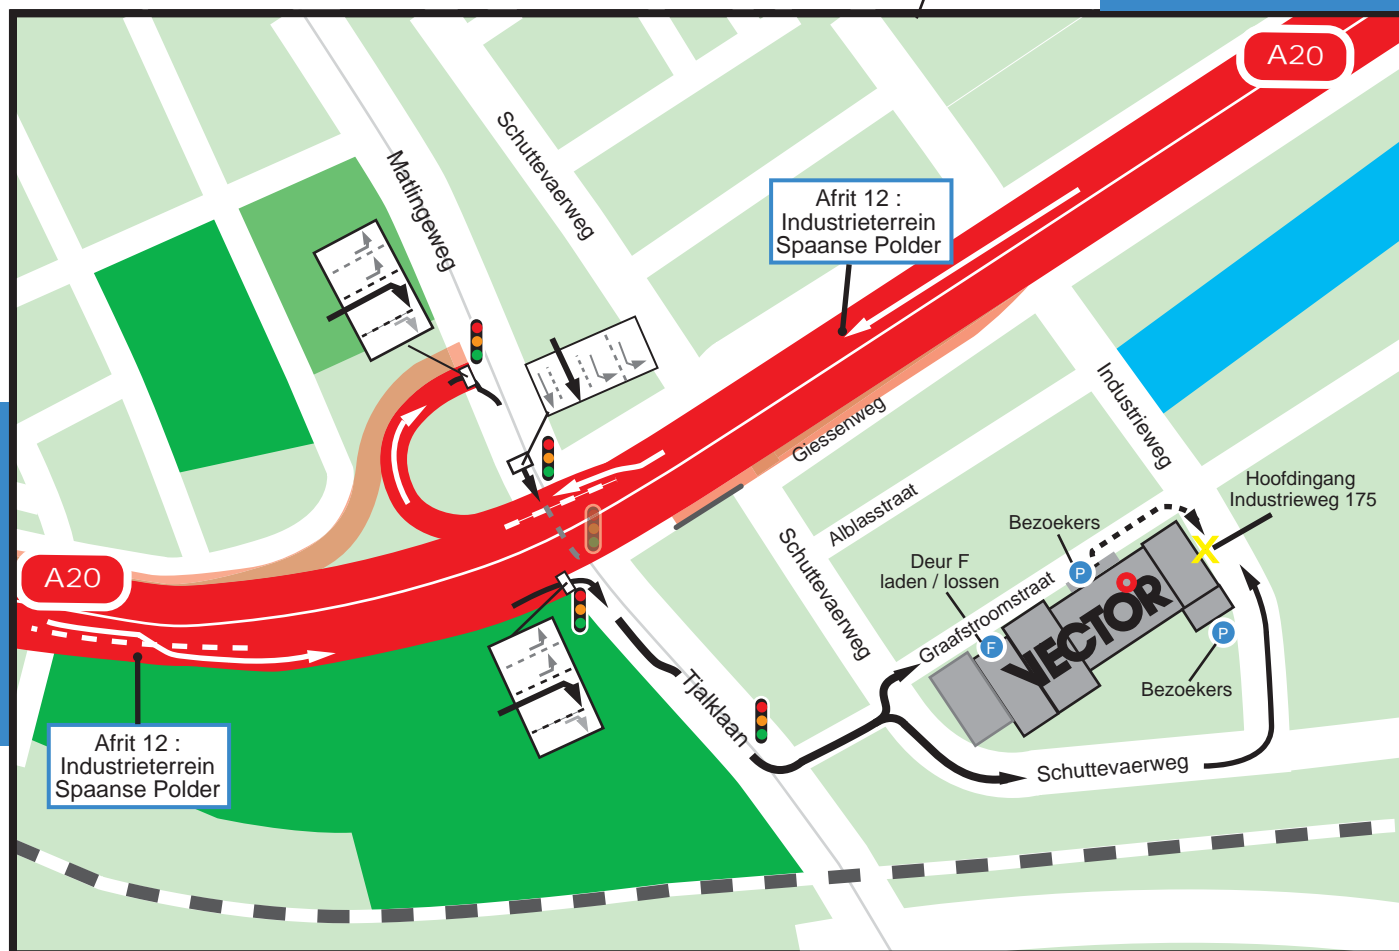 A20
Schuttevaerweg
Matlingeweg
Afrit 12 :
Industrieterrein
Spaanse Polder
Industrieweg
Giessenweg
Hoofdingang
Industrieweg 175
Alblasstraat
Bezoekers
Schuttevaerweg
Deur F
laden / lossen
P
A20
Graafstroomstraat
VECTOR
F
P
Bezoekers
Tjalklaan
Afrit 12 :
Industrieterrein
Spaanse Polder
Schuttevaerweg
X